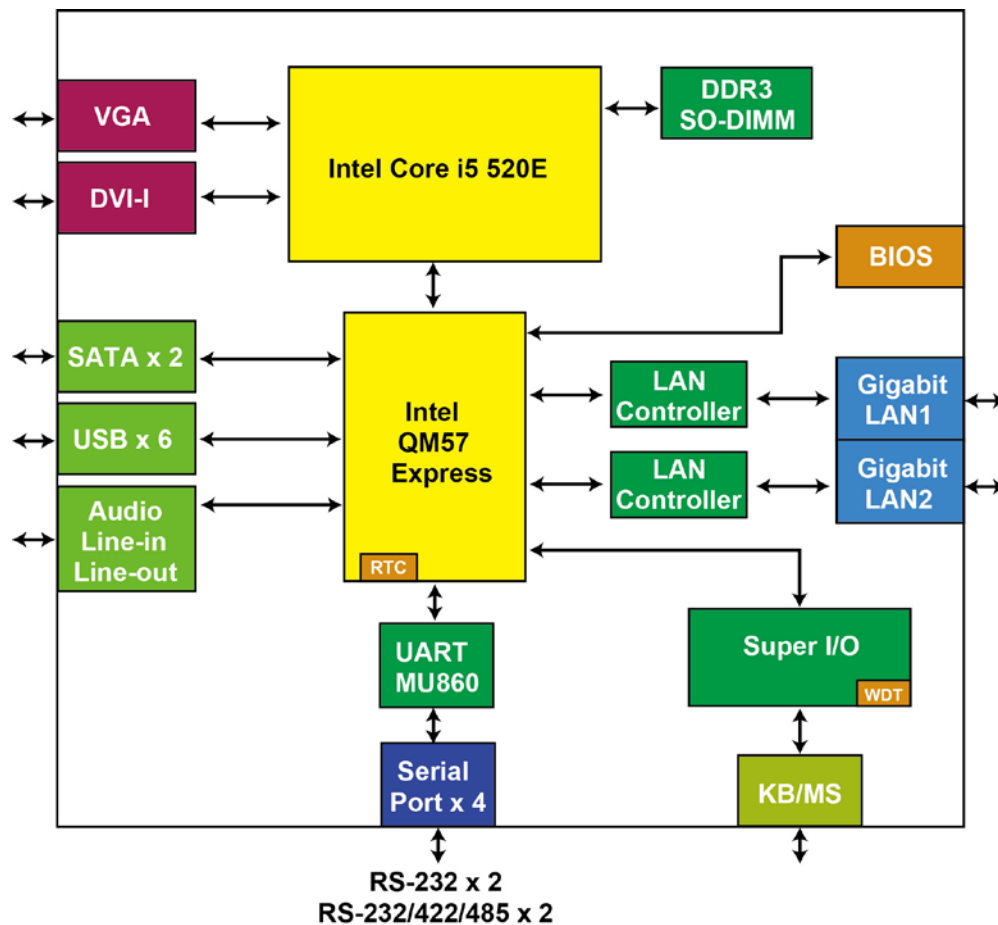 VGA
DVI-I
Intel Core i5 520E
DDR3
SO-DIMM
BIOS
SATA x 2
USB x 6
Audio
Line-in
Line-out
Intel
QM57
Express
RTC
LAN
Controller
Gigabit
LAN1
LAN
Controller
Gigabit
LAN2
UART
MU860
Super I/O
WDT
Serial
Port x 4
KB/MS
RS-232 x 2
RS-232/422/485 x 2